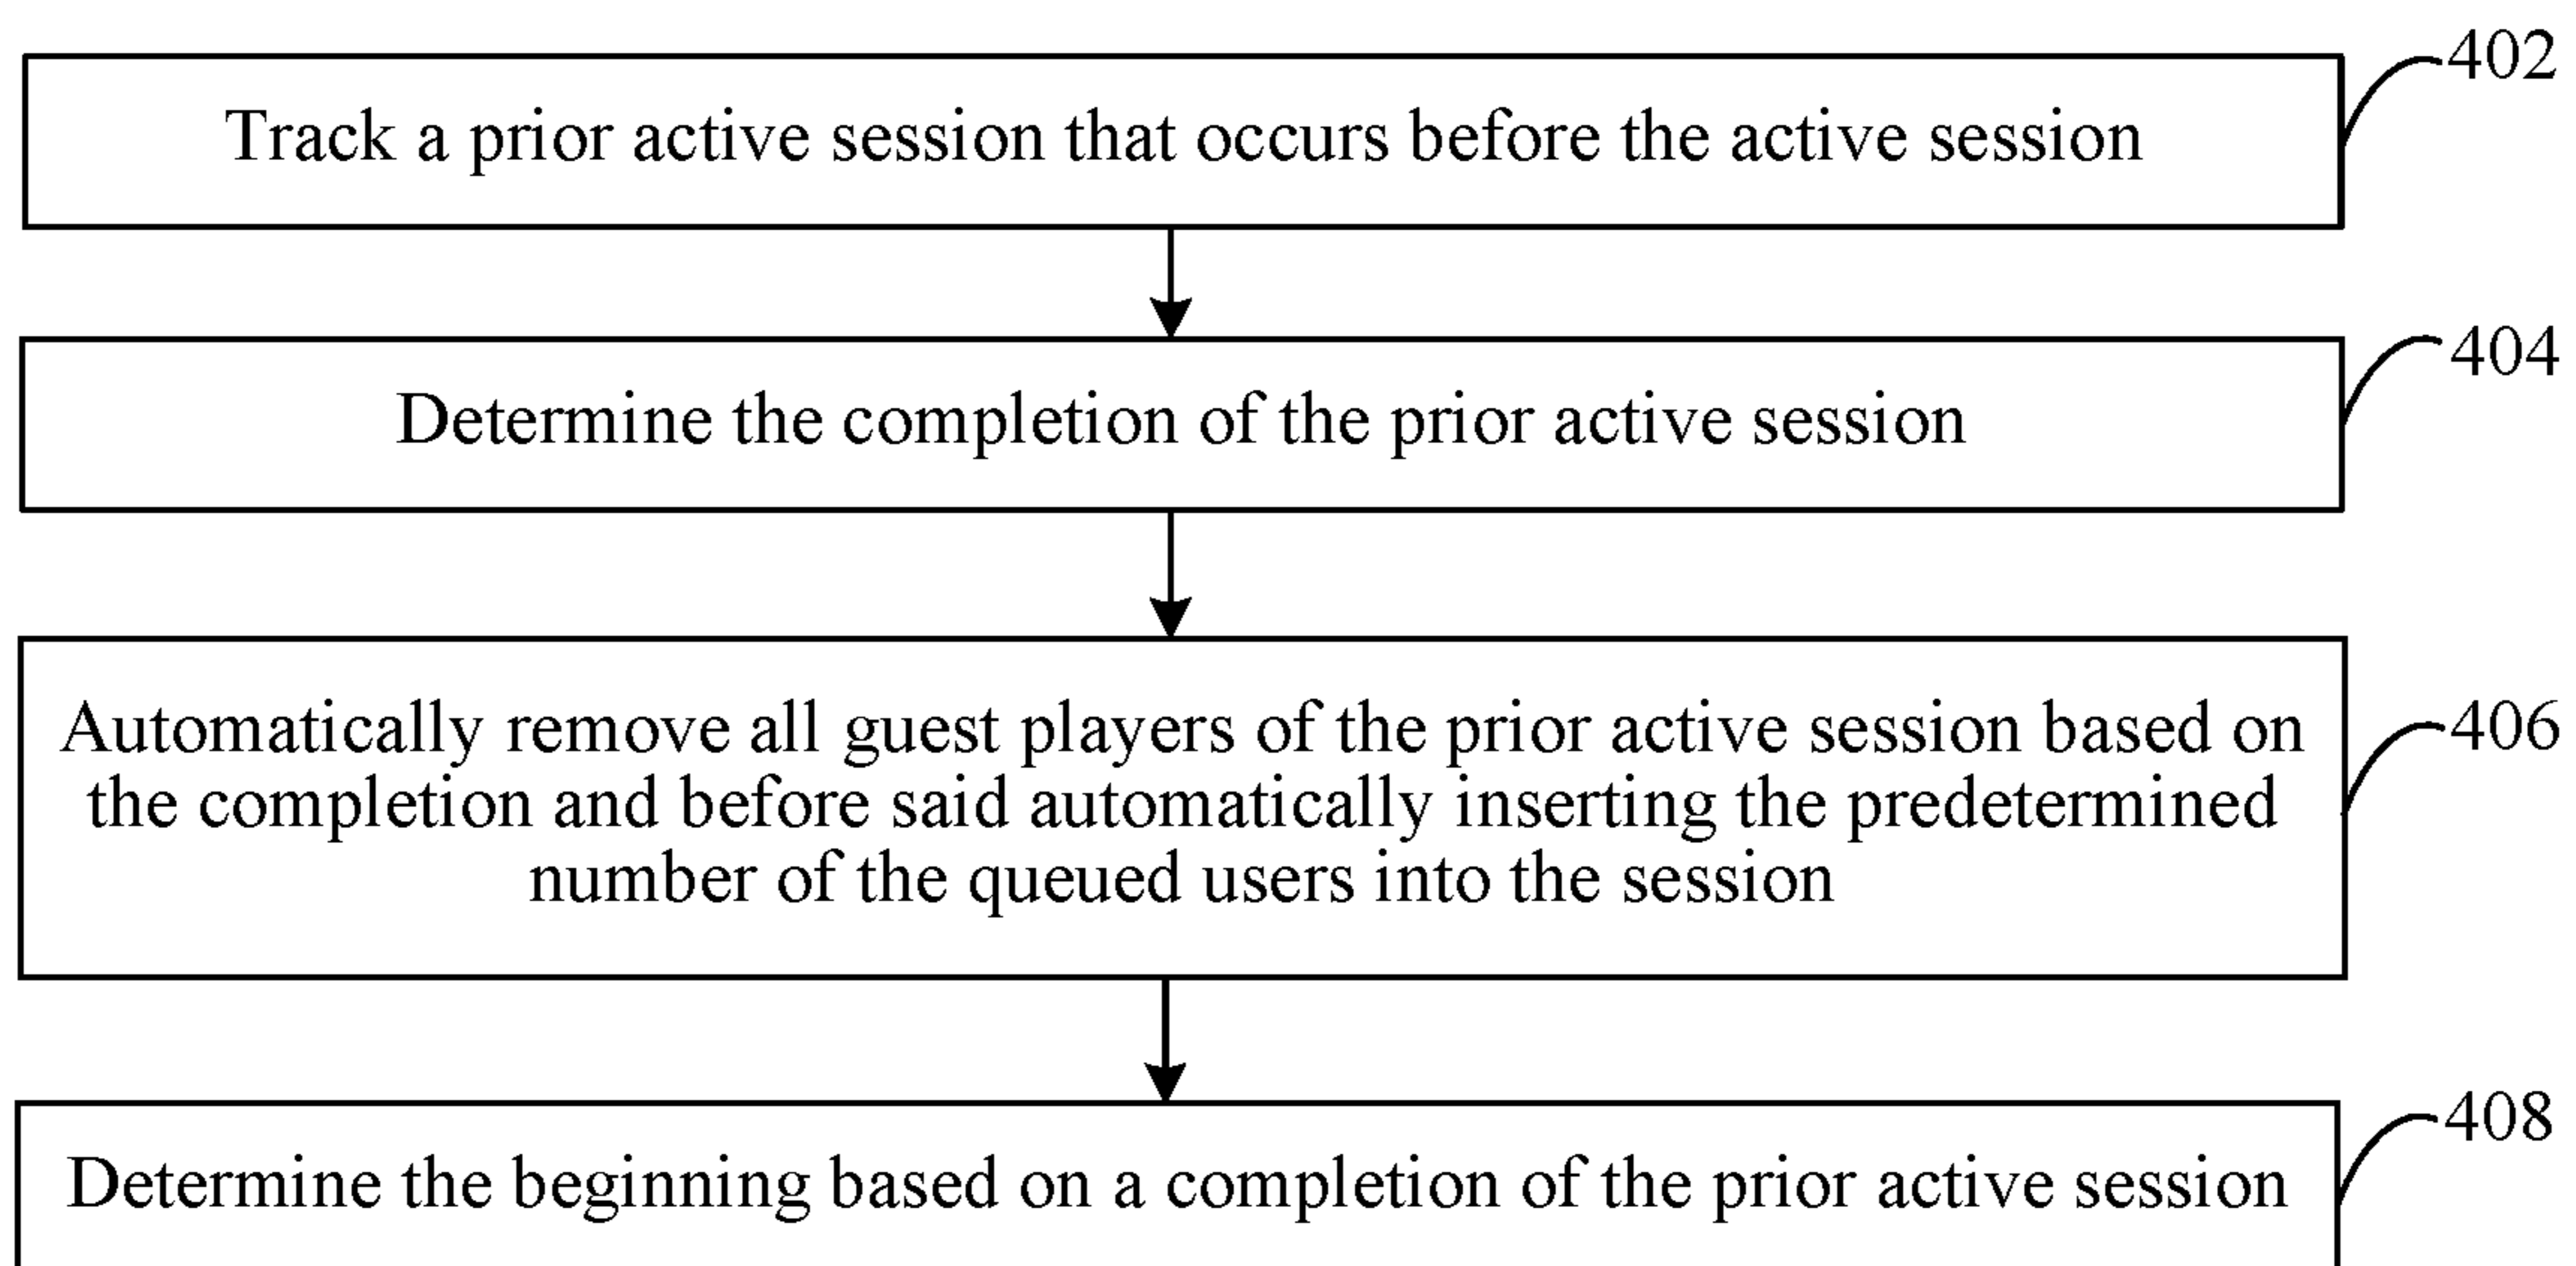 402
Track a prior active session that occurs before the active session
404
Determine the completion of the prior active session
406
Automatically remove all guest players of the prior active session based on
the completion and before said automatically inserting the predetermined
number of the queued users into the session
408
Determine the beginning based on a completion of the prior active session